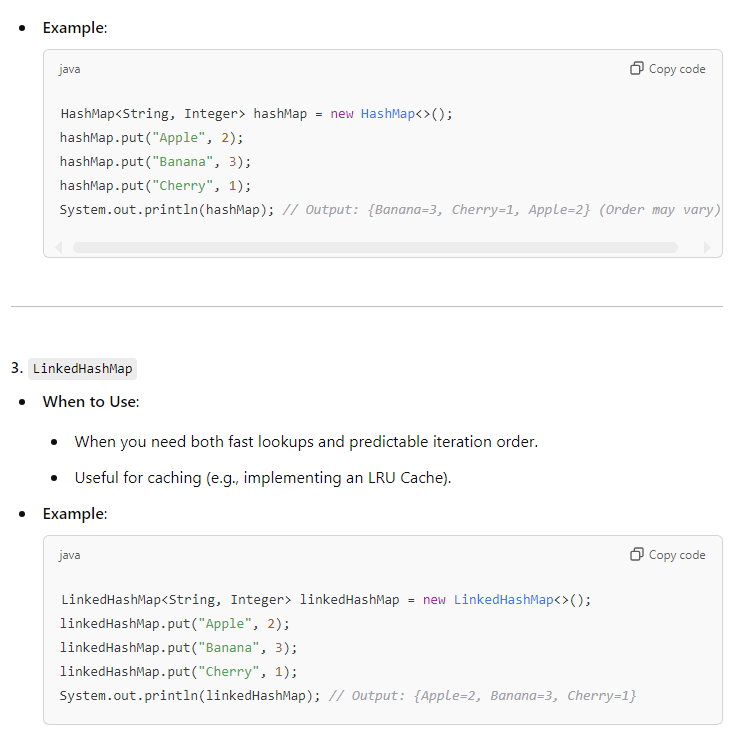 Example:
java
Copy code
HashMap<String, Integer> hashMap = new HashMap<>();
hashMap.put("Apple", 2);
hashMap.put("Banana", 3);
hashMap.put("Cherry", 1);
System.out.println(hashMap); // Output: {Banana=3, Cherry=1, Apple=2} (Order may vary)
3. LinkedHashMap
When to Use:
When you need both fast lookups and predictable iteration order.
Useful for caching (e.g., implementing an LRU Cache).
Example:
java
Copy code
LinkedHashMap<String, Integer> linkedHashMap = new LinkedHashMap<>();
linkedHashMap.put("Apple", 2);
linkedHashMap.put("Banana", 3);
linkedHashMap.put("Cherry", 1);
System.out.println(linkedHashMap); // Output: {Apple=2, Banana=3, Cherry=1}